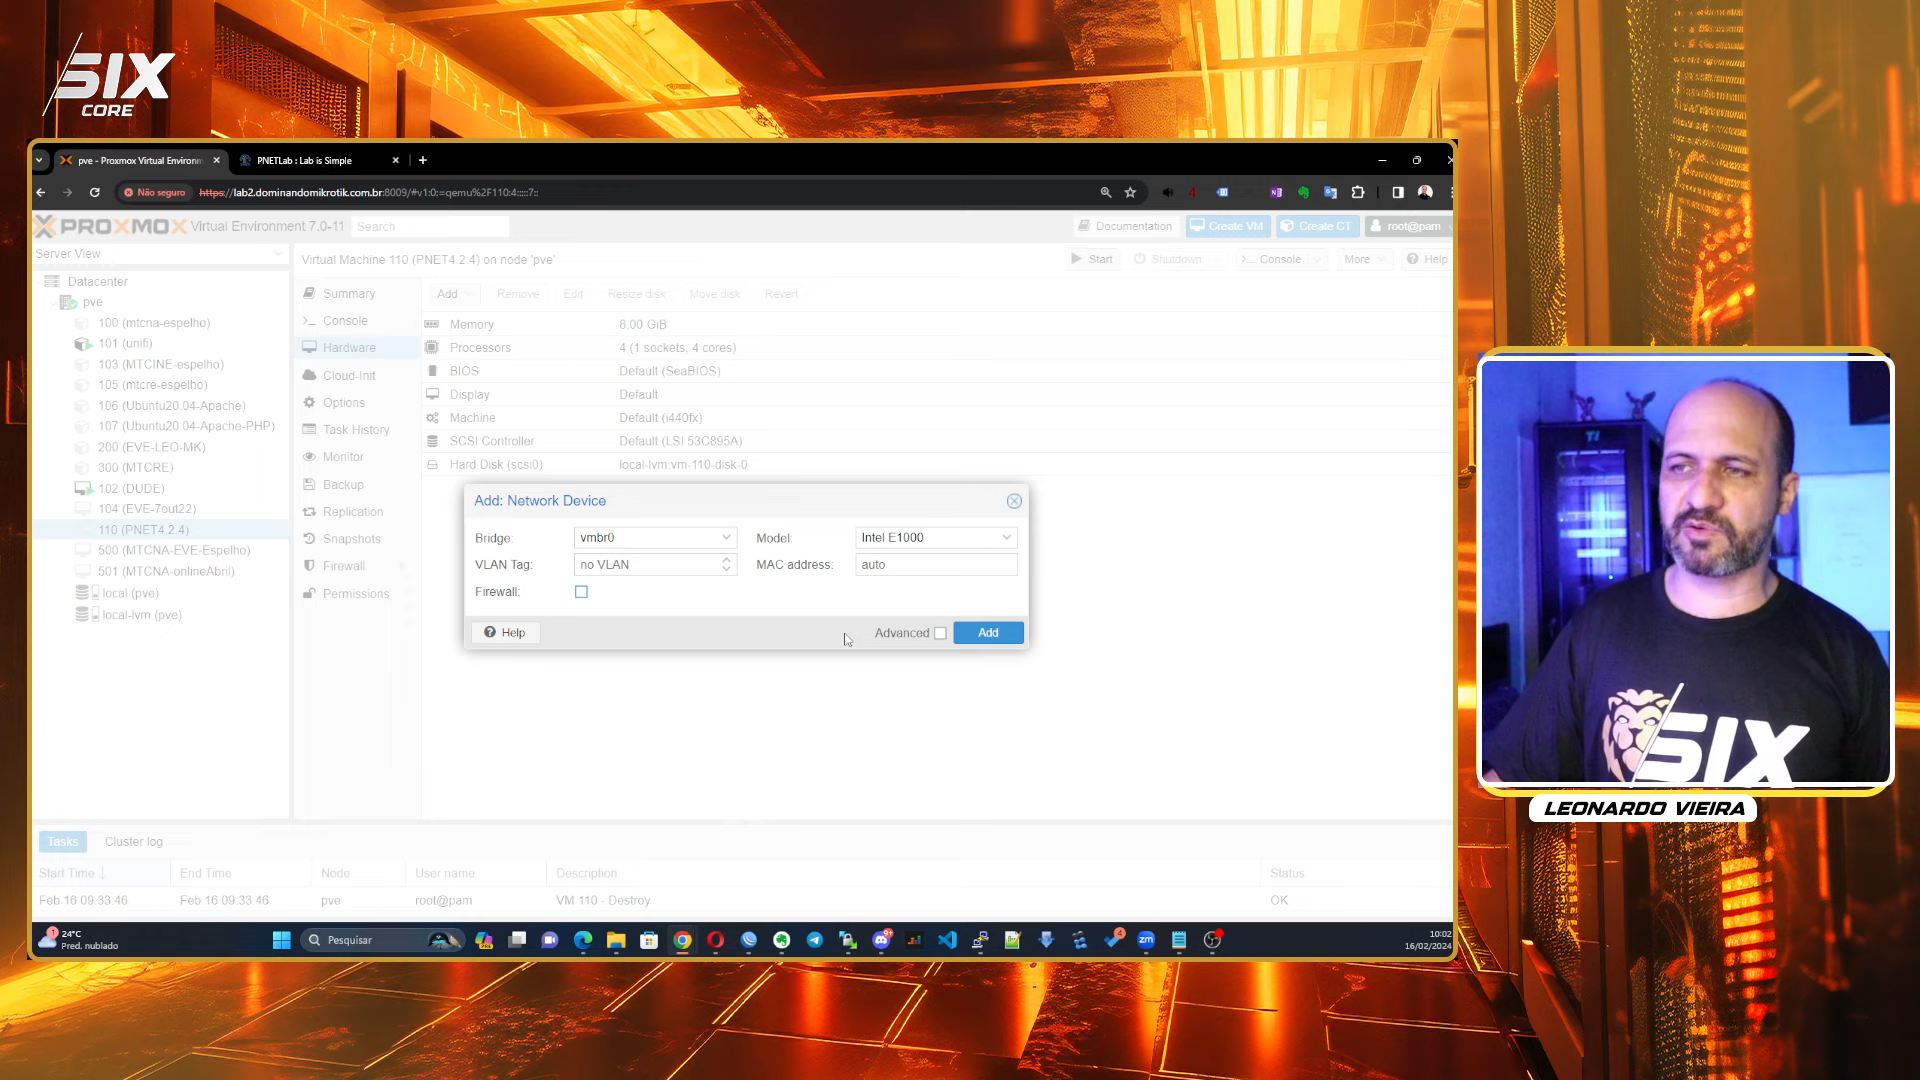 SIX
CORE
pve - Proxmox Virtual Environm
PNETLab : Lab is Simple
Não seguro
https://lab2.dominandomikrotik.com.br:8009/#v1:0:=qemu%2F110:4:::::7::
4
PROXMOX Virtual Environment 7.0-11
Search
Documentation
Create VM
Create CT
root@pam
Server View
Virtual Machine 110 (PNET4.2.4) on node 'pve'
Start
Shutdown
Console
More
Help
Datacenter
pve
100 (mtcna-espelho)
101 (unifi)
103 (MTCINE-espelho)
105 (mtcre-espelho)
106 (Ubuntu20.04-Apache)
107 (Ubuntu20.04-Apache-PHP)
200 (EVE-LEO-MK)
300 (MTCRE)
102 (DUDE)
104 (EVE-7out22)
110 (PNET4.2.4)
500 (MTCNA-EVE-Espelho)
501 (MTCNA-onlineAbril)
local (pve)
local-lvm (pve)
Summary
Console
Hardware
Cloud-Init
Options
Task History
Monitor
Backup
Replication
Snapshots
Firewall
Permissions
Add
Remove
Edit
Resize disk
Move disk
Revert
Memory 8.00 GiB
Processors 4 (1 sockets, 4 cores)
BIOS Default (SeaBIOS)
Display Default
Machine Default (i440fx)
SCSI Controller Default (LSI 53C895A)
Hard Disk (scsi0) local-lvm:vm-110-disk-0
Add: Network Device
Bridge: vmbr0 Model: Intel E1000
VLAN Tag: no VLAN MAC address: auto
Firewall:
Help
Advanced
Add
Tasks
Cluster log
Start Time End Time Node User name Description Status
Feb 16 09:33:46 Feb 16 09:33:46 pve root@pam VM 110 - Destroy OK
1
24°C
Pred. nublado
Pesquisar
9+
4
zm
10:02
16/02/2024
SIX
LEONARDO VIEIRA